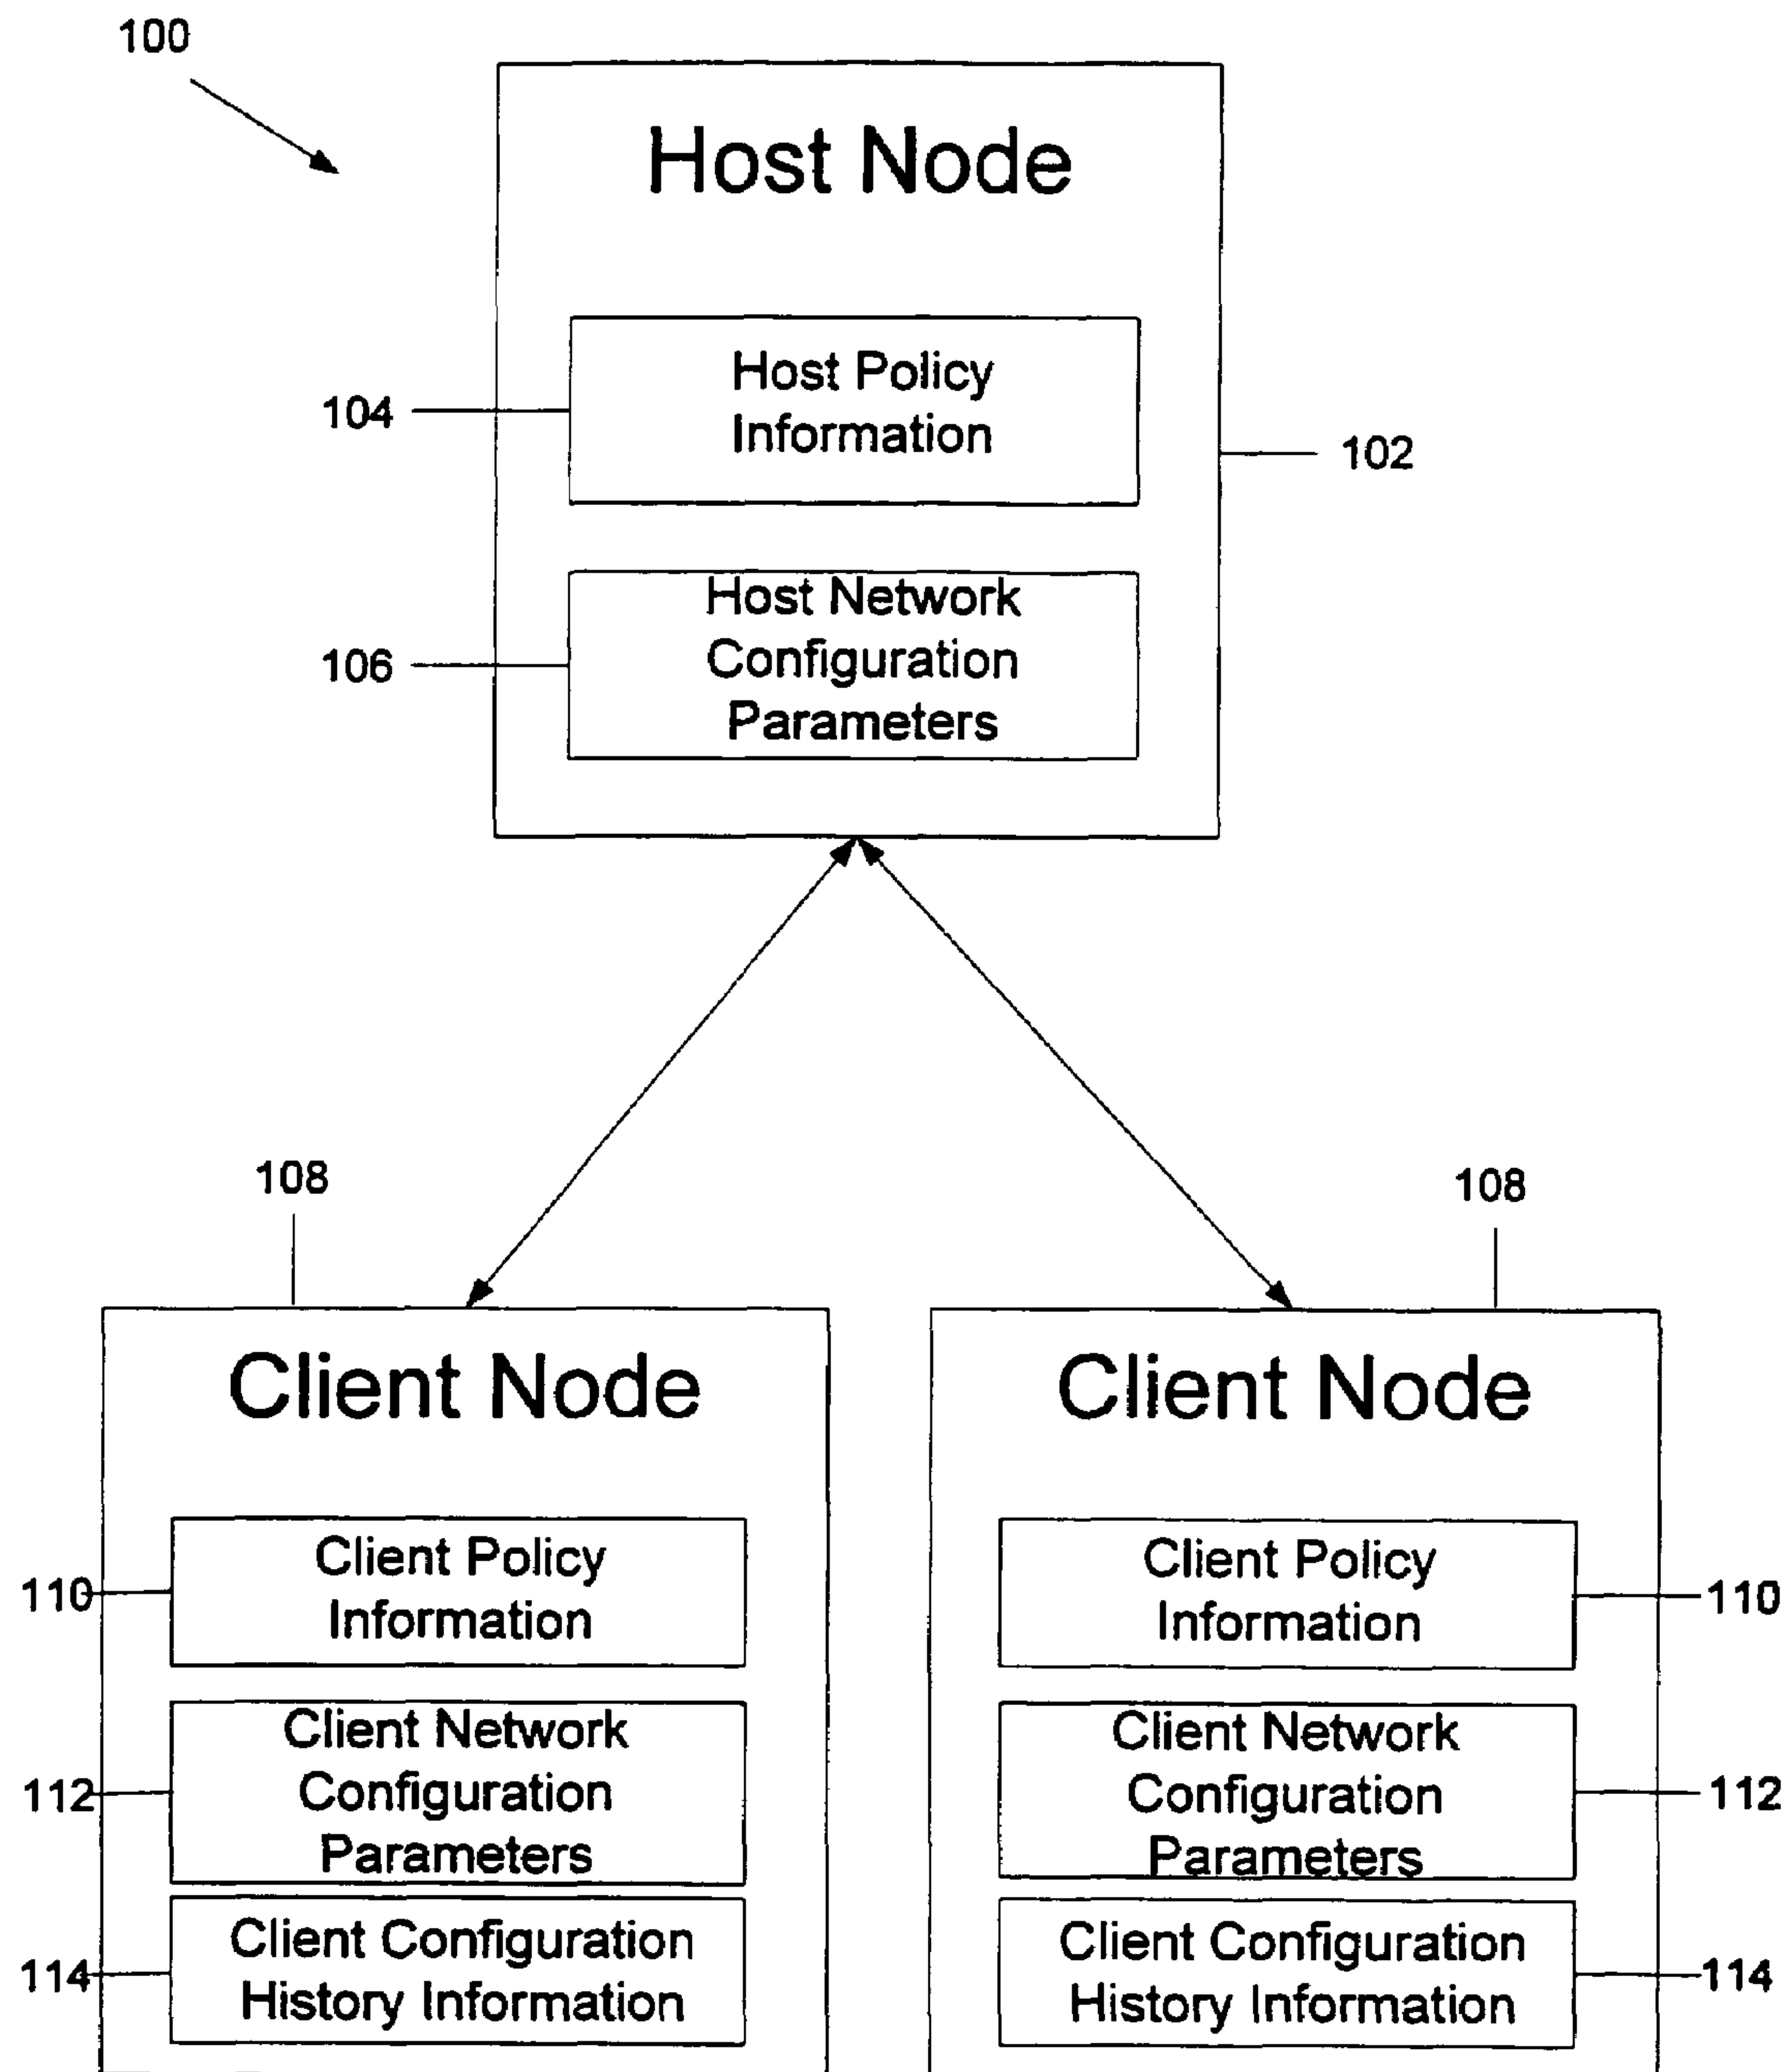 100
Host Node
Host Policy
Information
104
102
Host Network
Configuration
Parameters
106
108
108
Client Node
Client Policy
Information
110
Client Network
Configuration
Parameters
112
Client Configuration
History Information
114
Client Node
Client Policy
Information
110
Client Network
Configuration
Parameters
112
Client Configuration
History Information
114